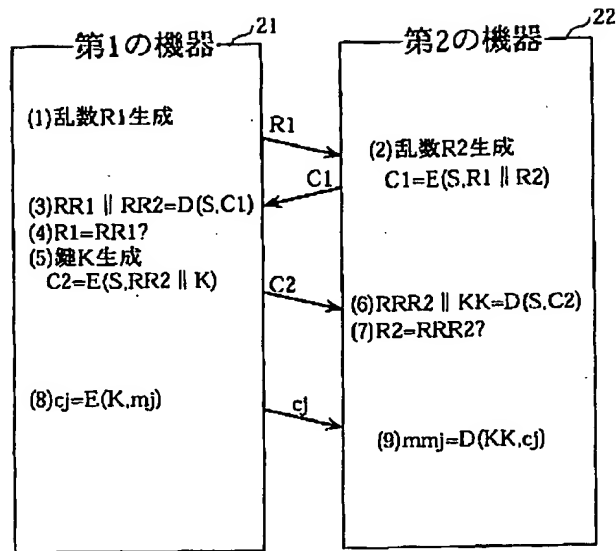 第1の機器
21
第2の機器
22
(1)乱数R1生成
R1
(2)乱数R2生成
C1=E(S,R1 ‖ R2)
C1
(3)RR1 ‖ RR2=D(S,C1)
(4)R1=RR1?
(5)鍵K生成
C2=E(S,RR2 ‖ K)
C2
(6)RRR2 ‖ KK=D(S,C2)
(7)R2=RRR2?
(8)cj=E(K,mj)
cj
(9)mmj=D(KK,cj)